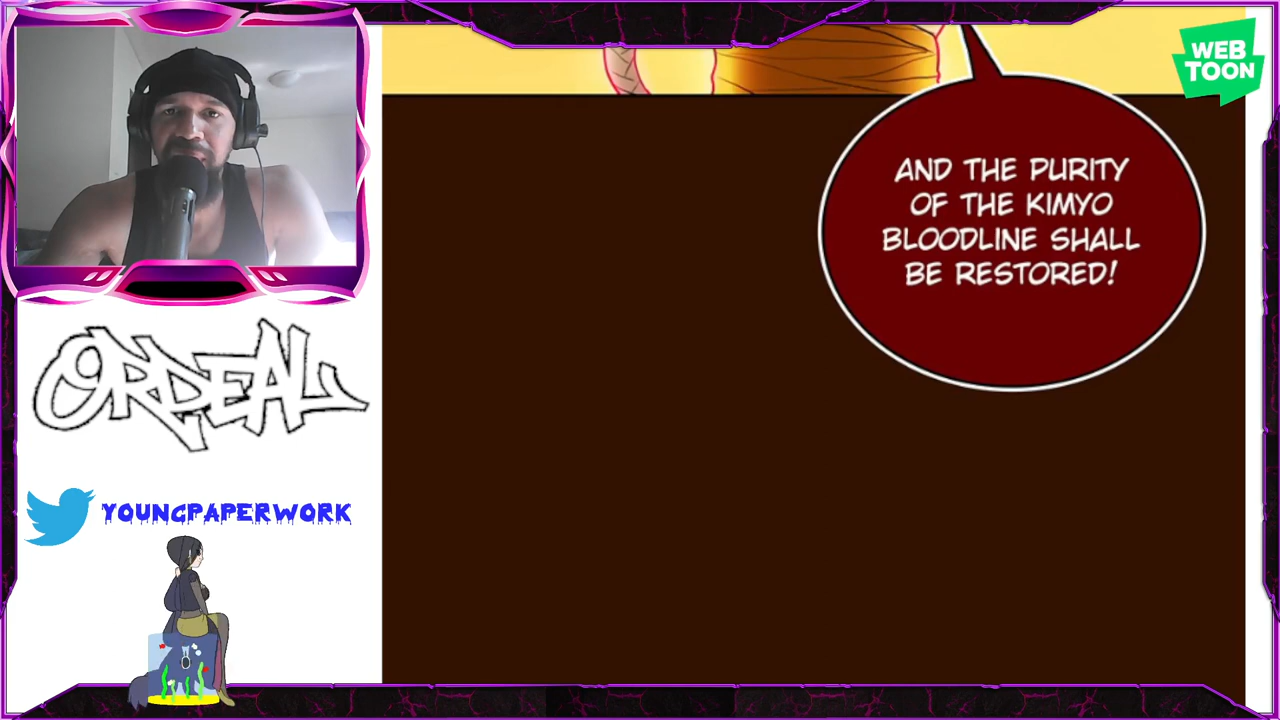 WEB
TOON
AND THE PURITY
OF THE KIMYO
BLOODLINE SHALL
BE RESTORED!
ORDEAL
YOUNGPAPERWORK